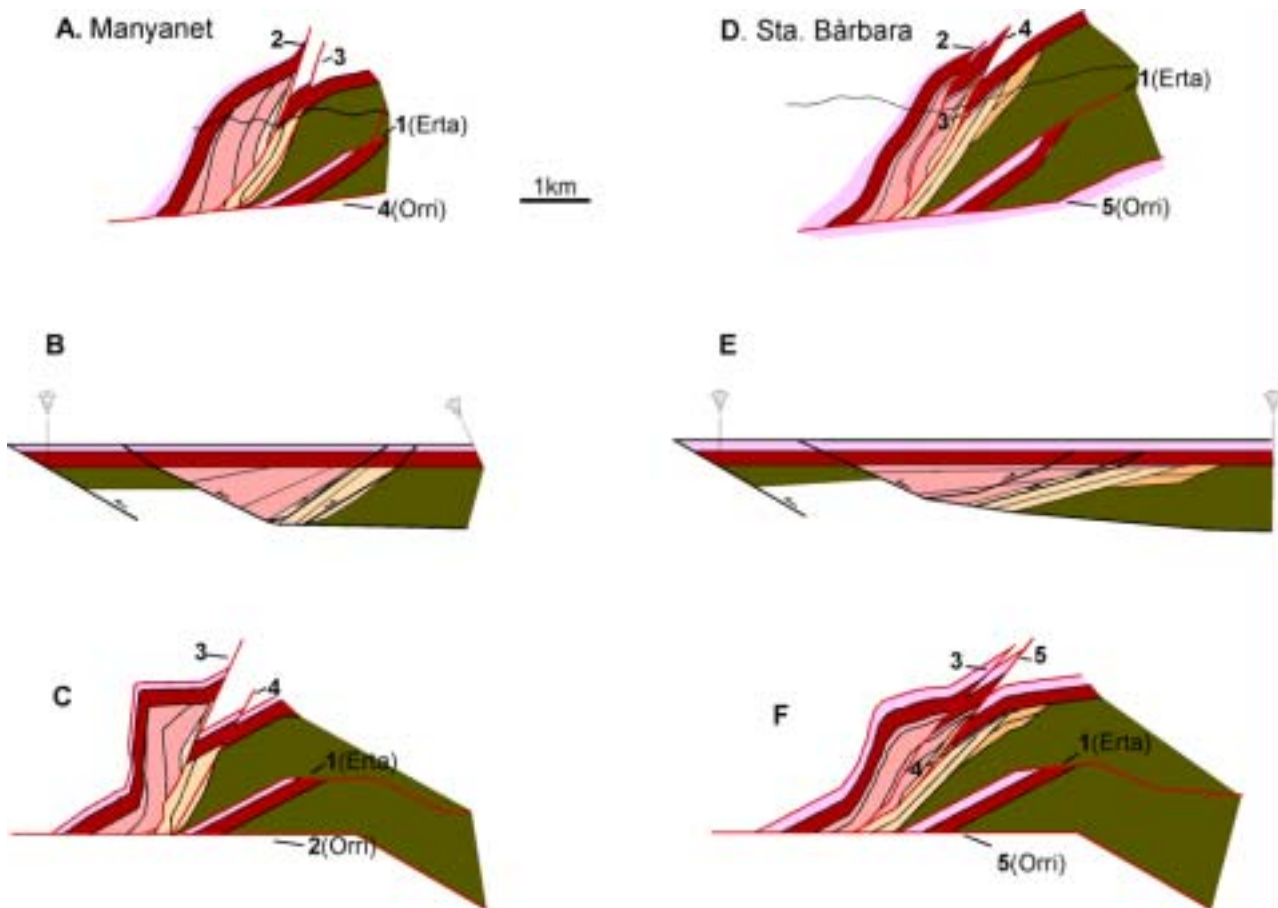 A. Manyanet
2
3
1(Erta)
4(Orri)
1km
D. Sta. Bàrbara
2
4
1(Erta)
3
5(Orri)
B
E
C
3
4
1(Erta)
2(Orri)
F
3
5
4
1(Erta)
5(Orri)